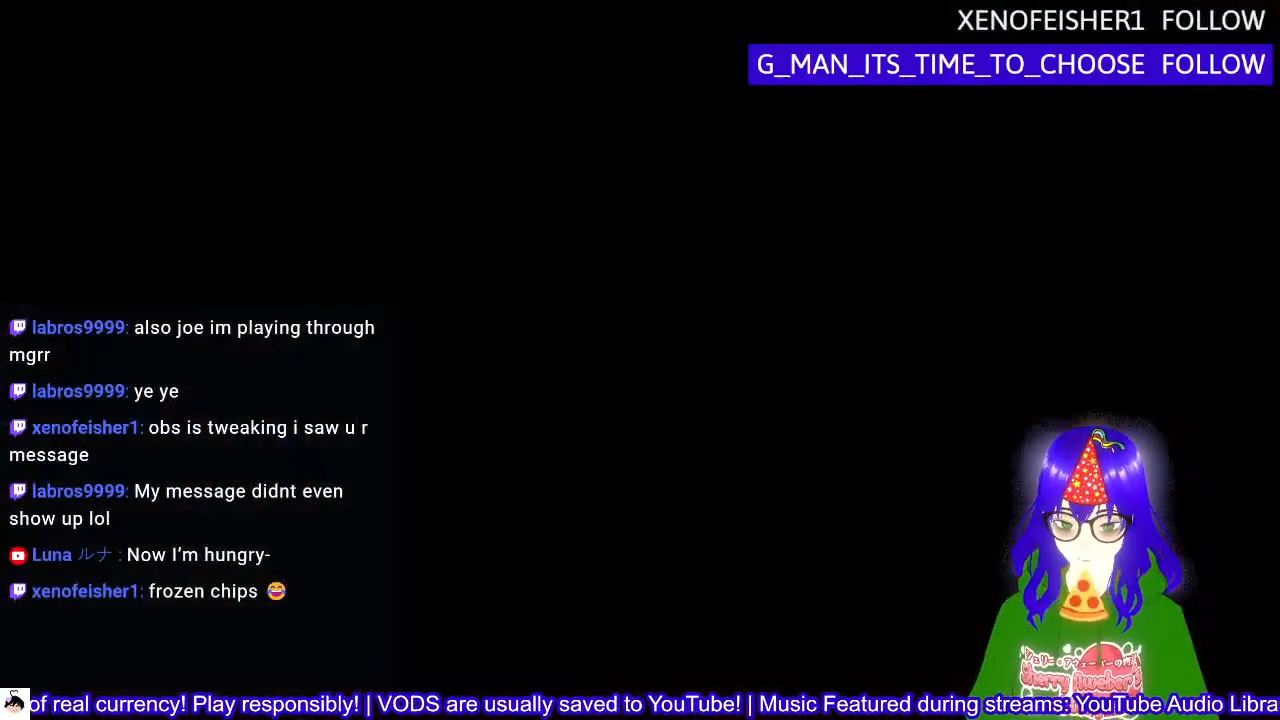 XENOFEISHER1 FOLLOW
G_MAN_ITS_TIME_TO_CHOOSE FOLLOW
labros9999: also joe im playing through
mgrr
labros9999: ye ye
xenofeisher1: obs is tweaking i saw u r
message
labros9999: My message didnt even
show up lol
Luna ルナ : Now I’m hungry-
xenofeisher1: frozen chips 😂
of real currency! Play responsibly! | VODS are usually saved to YouTube! | Music Featured during streams: YouTube Audio Libra